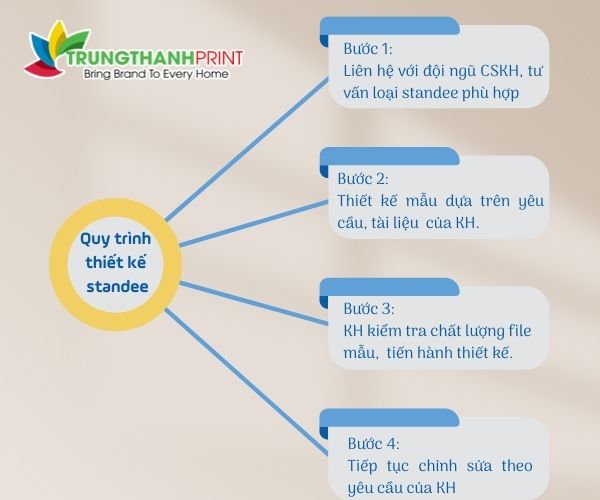 TRUNGTHANHPRINT
Bring Brand To Every Home
Quy trình
thiết kế
standee
Bước 1:
Liên hệ với đội ngũ CSKH, tư
vấn loại standee phù hợp
Bước 2:
Thiết kế mẫu dựa trên yêu
cầu, tài liệu của KH.
Bước 3:
KH kiểm tra chất lượng file
mẫu, tiến hành thiết kế.
Bước 4:
Tiếp tục chỉnh sửa theo
yêu cầu của KH